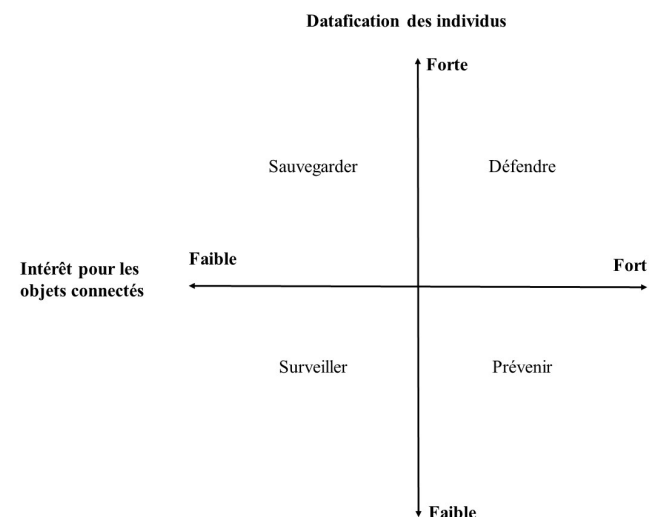 Datafication des individus
Forte
Sauvegarder
Défendre
Faible
Fort
Intérêt pour les
objets connectés
Surveiller
Prévenir
Faible